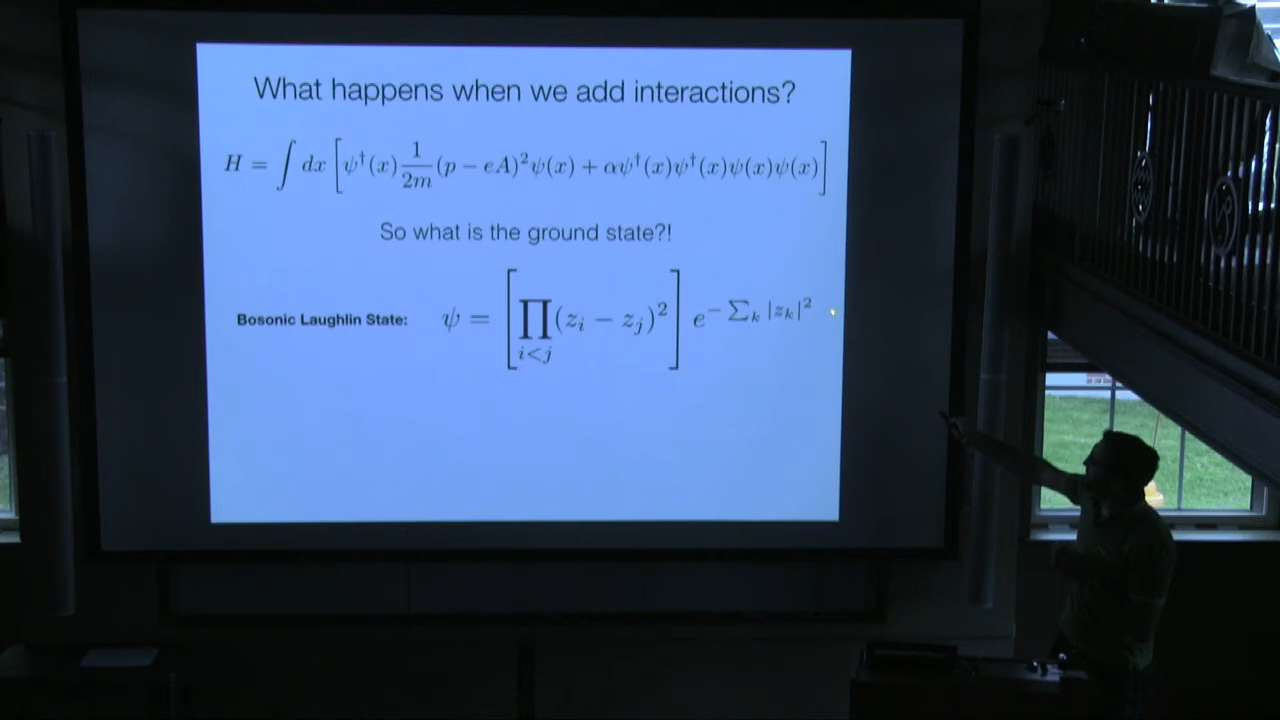 What happens when we add interactions?
H = ∫ dx [ψ†(x) 1/2m (p − eA)²ψ(x) + αψ†(x)ψ†(x)ψ(x)ψ(x)]
So what is the ground state?!
Bosonic Laughlin State: ψ = [∏_{i<j} (z_i − z_j)²] e^{−∑_k |z_k|²}